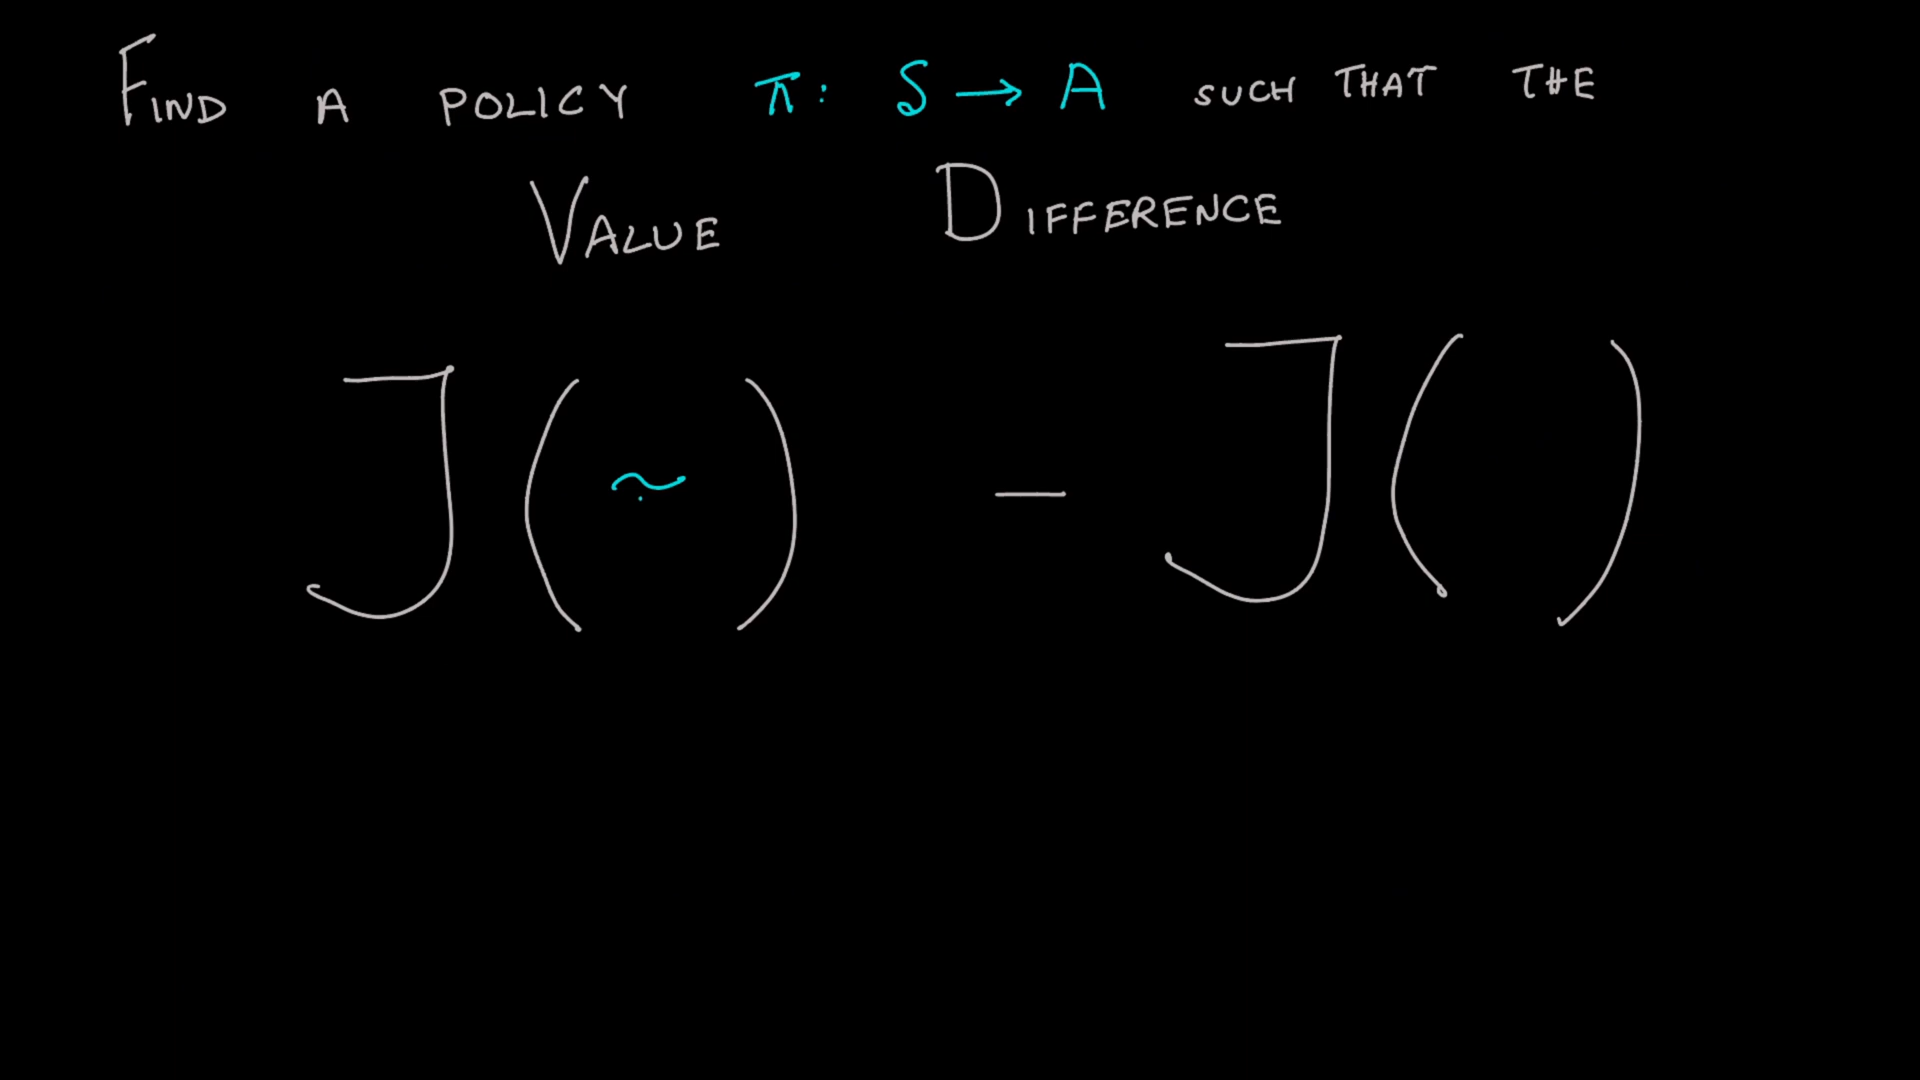 FIND A POLICY π: S → A SUCH THAT THE
VALUE DIFFERENCE
J( ~ ) - J( )